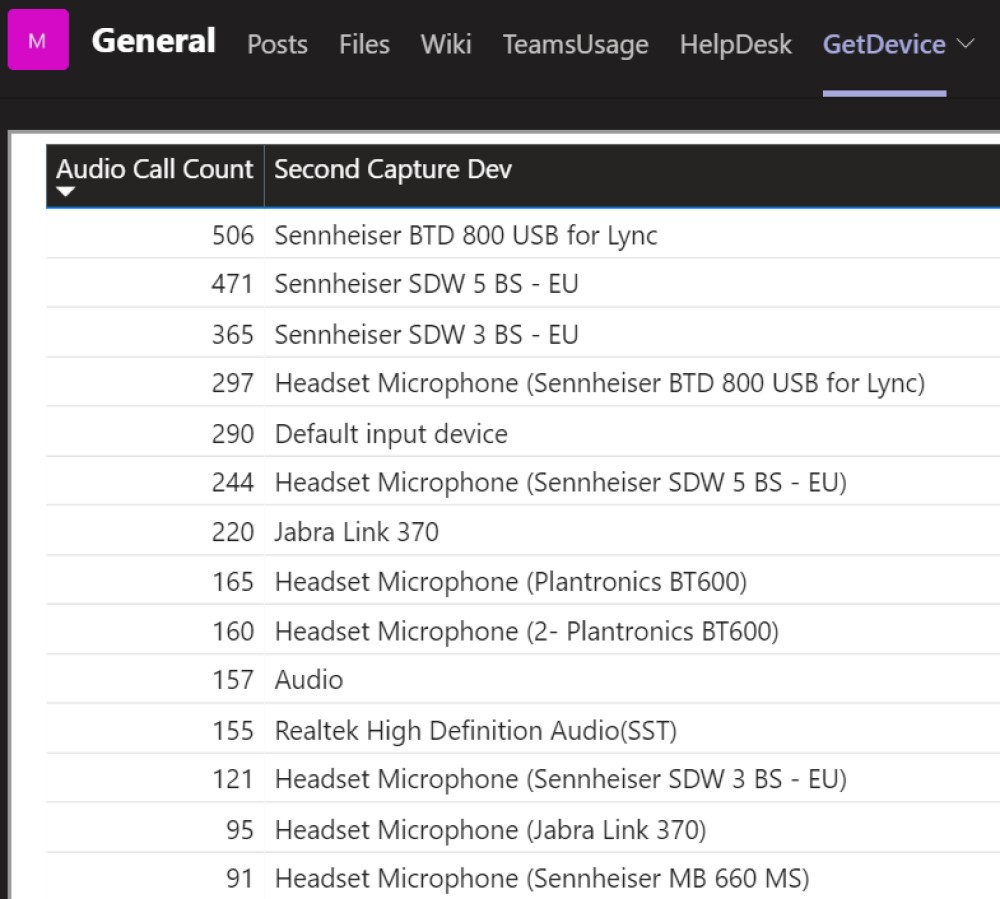 M General Posts Files Wiki TeamsUsage HelpDesk GetDevice
Audio Call Count Second Capture Dev
506 Sennheiser BTD 800 USB for Lync
471 Sennheiser SDW 5 BS - EU
365 Sennheiser SDW 3 BS - EU
297 Headset Microphone (Sennheiser BTD 800 USB for Lync)
290 Default input device
244 Headset Microphone (Sennheiser SDW 5 BS - EU)
220 Jabra Link 370
165 Headset Microphone (Plantronics BT600)
160 Headset Microphone (2- Plantronics BT600)
157 Audio
155 Realtek High Definition Audio(SST)
121 Headset Microphone (Sennheiser SDW 3 BS - EU)
95 Headset Microphone (Jabra Link 370)
91 Headset Microphone (Sennheiser MB 660 MS)